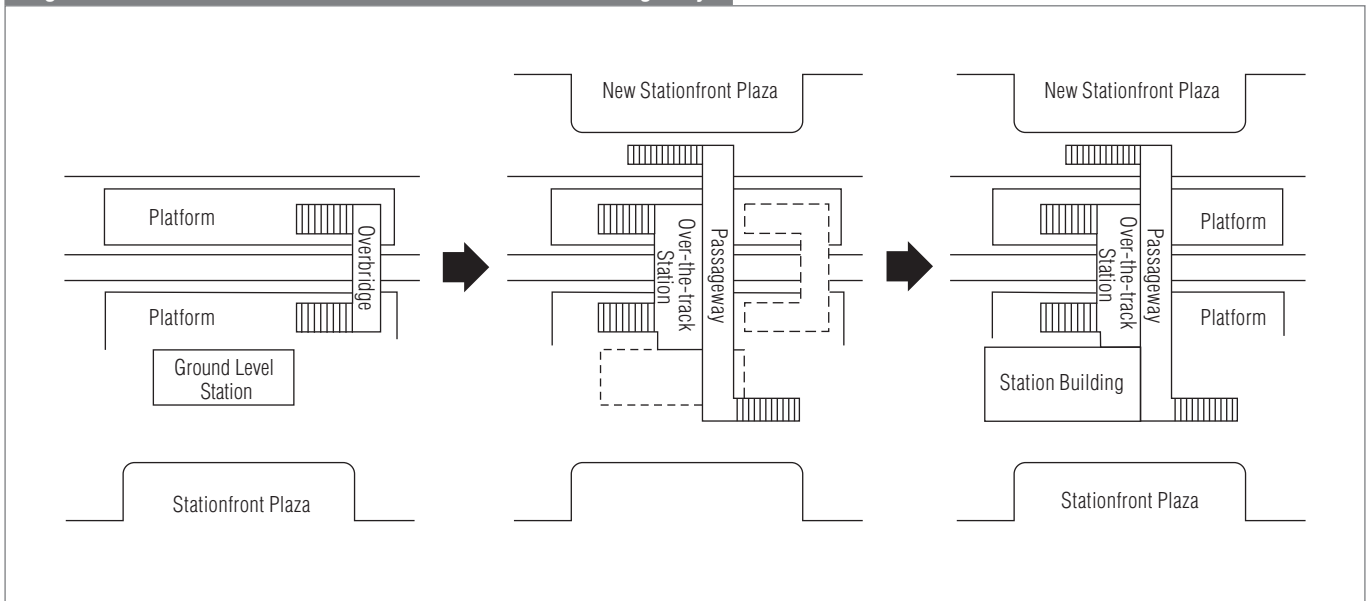 Platform
Overbridge
Platform
Ground Level
Station
Stationfront Plaza
New Stationfront Plaza
Over-the-track
Station
Passageway
New Stationfront Plaza
Platform
Over-the-track
Station
Passageway
Platform
Station Building
Stationfront Plaza